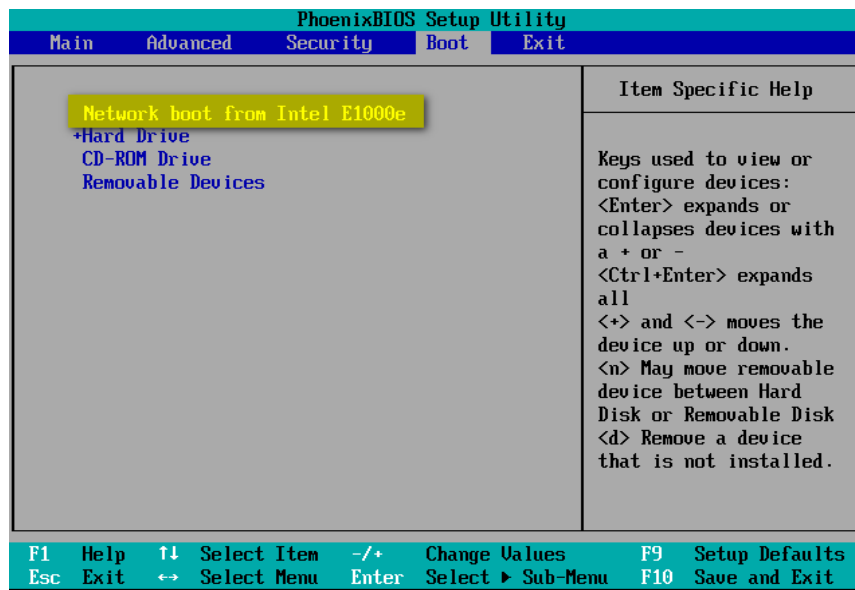 PhoenixBIOS Setup Utility
Main Advanced Security Boot Exit
Network boot from Intel E1000e
+Hard Drive
CD-ROM Drive
Removable Devices
Item Specific Help
Keys used to view or
configure devices:
<Enter> expands or
collapses devices with
a + or -
<Ctrl+Enter> expands
all
<+> and <-> moves the
device up or down.
<n> May move removable
device between Hard
Disk or Removable Disk
<d> Remove a device
that is not installed.
F1 Help ↑↓ Select Item -/+ Change Values F9 Setup Defaults
Esc Exit ↔ Select Menu Enter Select ▶ Sub-Menu F10 Save and Exit